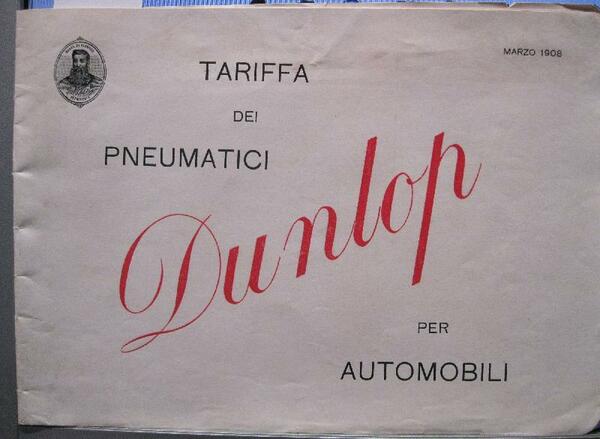 MARZO 1908
TARIFFA
DEI
PNEUMATICI
Dunlop
PER
AUTOMOBILI